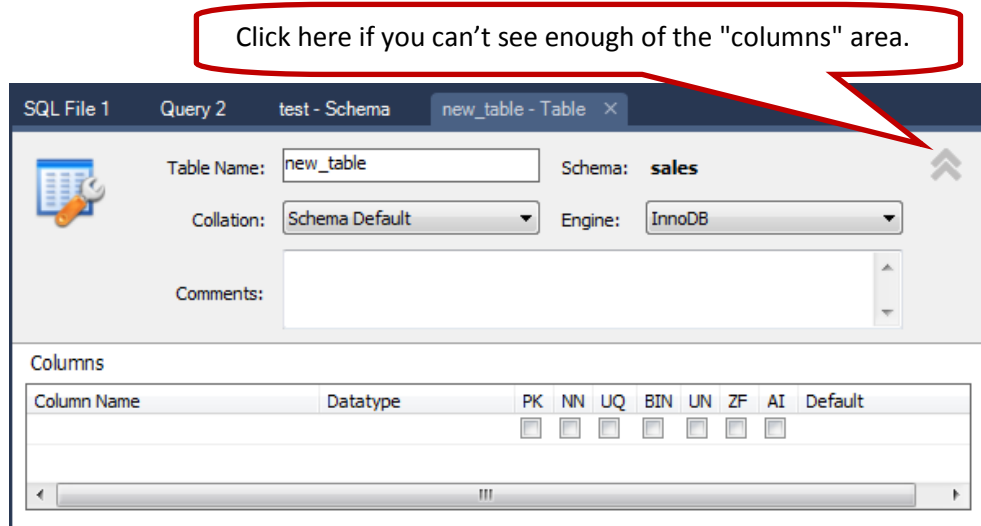 Click here if you can’t see enough of the "columns" area.
SQL File 1 Query 2 test - Schema new_table - Table ×
Table Name: new_table Schema: sales
Collation: Schema Default Engine: InnoDB
Comments:
Columns
Column Name Datatype PK NN UQ BIN UN ZF AI Default